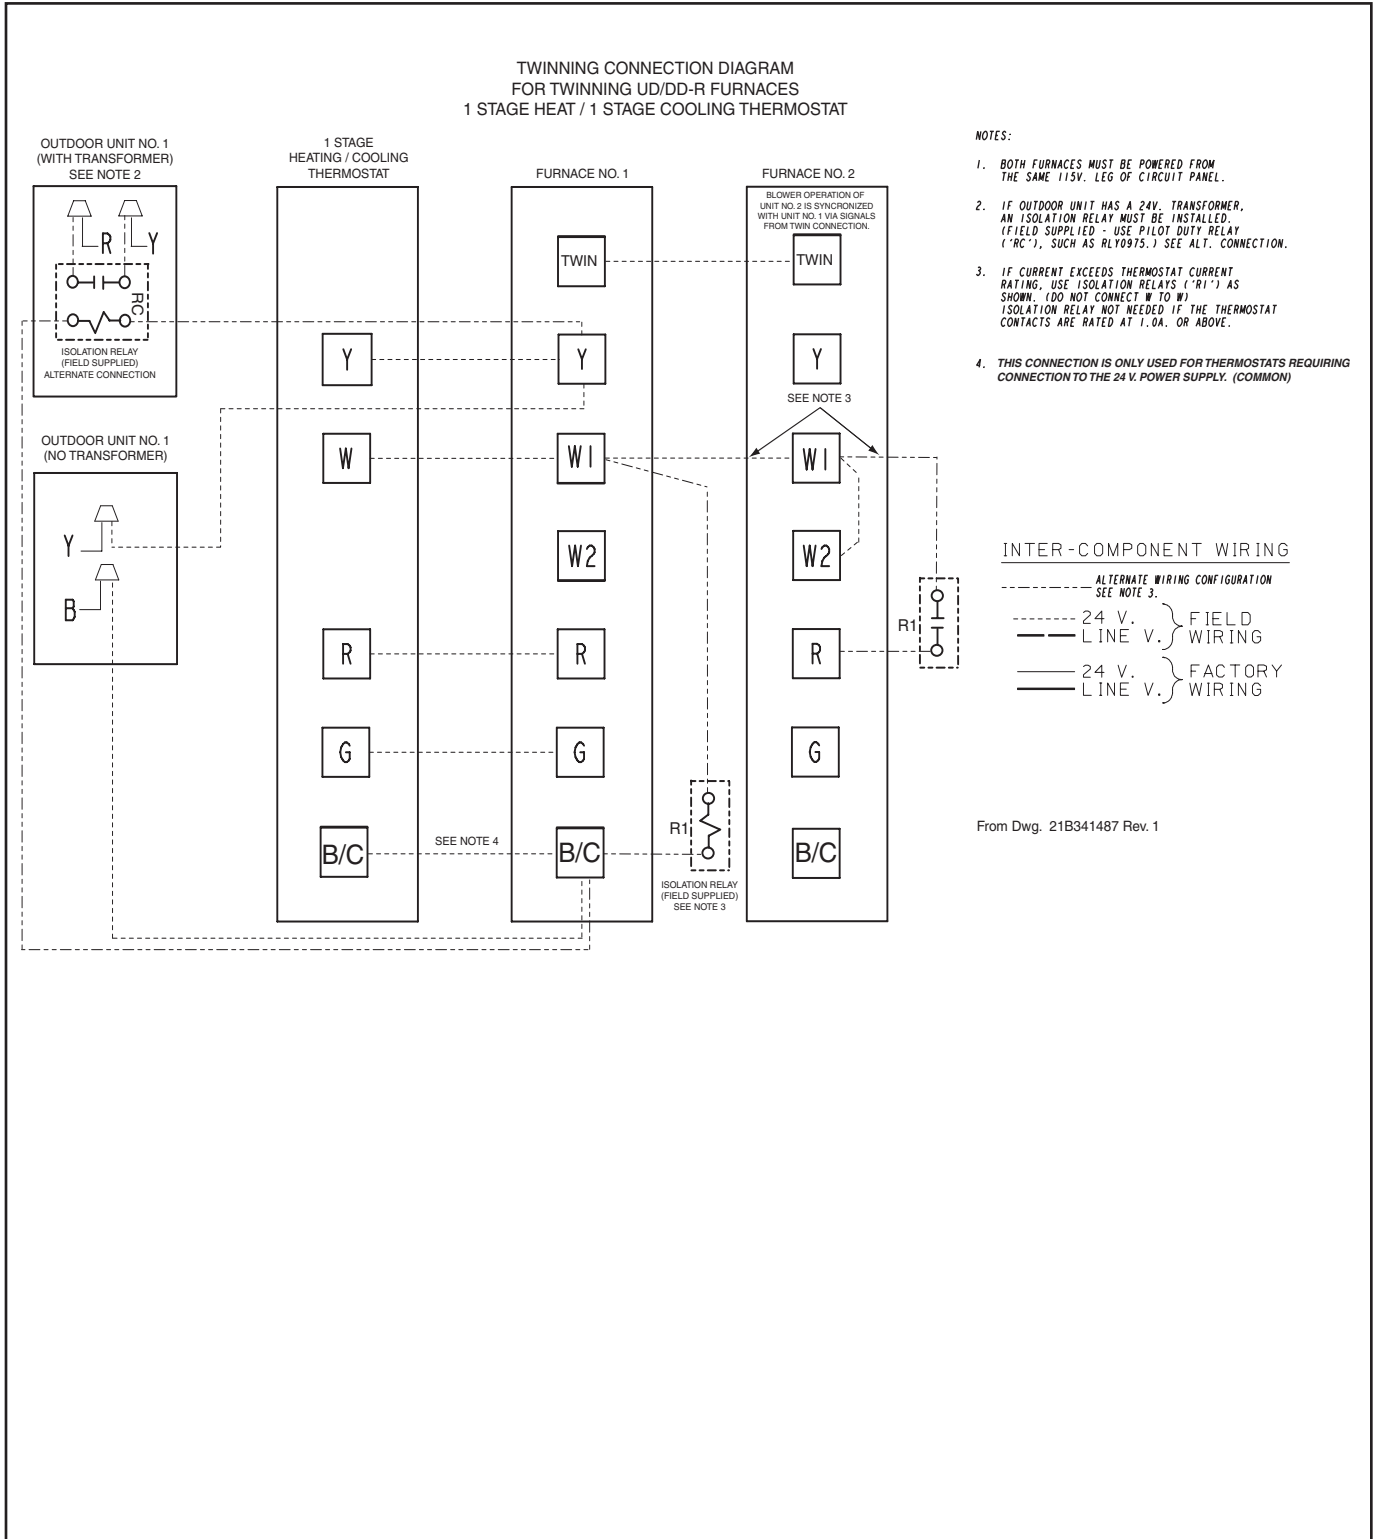 TWINNING CONNECTION DIAGRAM
FOR TWINNING UD/DD-R FURNACES
1 STAGE HEAT / 1 STAGE COOLING THERMOSTAT
OUTDOOR UNIT NO. 1
(WITH TRANSFORMER)
SEE NOTE 2
R
Y
RC
ISOLATION RELAY
(FIELD SUPPLIED)
ALTERNATE CONNECTION
OUTDOOR UNIT NO. 1
(NO TRANSFORMER)
Y
B
1 STAGE
HEATING / COOLING
THERMOSTAT
Y
W
R
G
B/C
SEE NOTE 4
FURNACE NO. 1
TWIN
Y
W1
W2
R
G
B/C
R1
ISOLATION RELAY
(FIELD SUPPLIED)
SEE NOTE 3
FURNACE NO. 2
BLOWER OPERATION OF
UNIT NO. 2 IS SYNCRONIZED
WITH UNIT NO. 1 VIA SIGNALS
FROM TWIN CONNECTION.
TWIN
Y
SEE NOTE 3
W1
W2
R
G
B/C
R1
NOTES:
1. BOTH FURNACES MUST BE POWERED FROM
THE SAME 115V. LEG OF CIRCUIT PANEL.
2. IF OUTDOOR UNIT HAS A 24V. TRANSFORMER,
AN ISOLATION RELAY MUST BE INSTALLED.
(FIELD SUPPLIED - USE PILOT DUTY RELAY
('RC'), SUCH AS RLY0975.) SEE ALT. CONNECTION.
3. IF CURRENT EXCEEDS THERMOSTAT CURRENT
RATING, USE ISOLATION RELAYS ('R1') AS
SHOWN. (DO NOT CONNECT W TO W)
ISOLATION RELAY NOT NEEDED IF THE THERMOSTAT
CONTACTS ARE RATED AT 1.0A. OR ABOVE.
4. THIS CONNECTION IS ONLY USED FOR THERMOSTATS REQUIRING
CONNECTION TO THE 24 V. POWER SUPPLY. (COMMON)
INTER-COMPONENT WIRING
ALTERNATE WIRING CONFIGURATION
SEE NOTE 3.
24 V.
LINE V.
FIELD
WIRING
24 V.
LINE V.
FACTORY
WIRING
From Dwg. 21B341487 Rev. 1